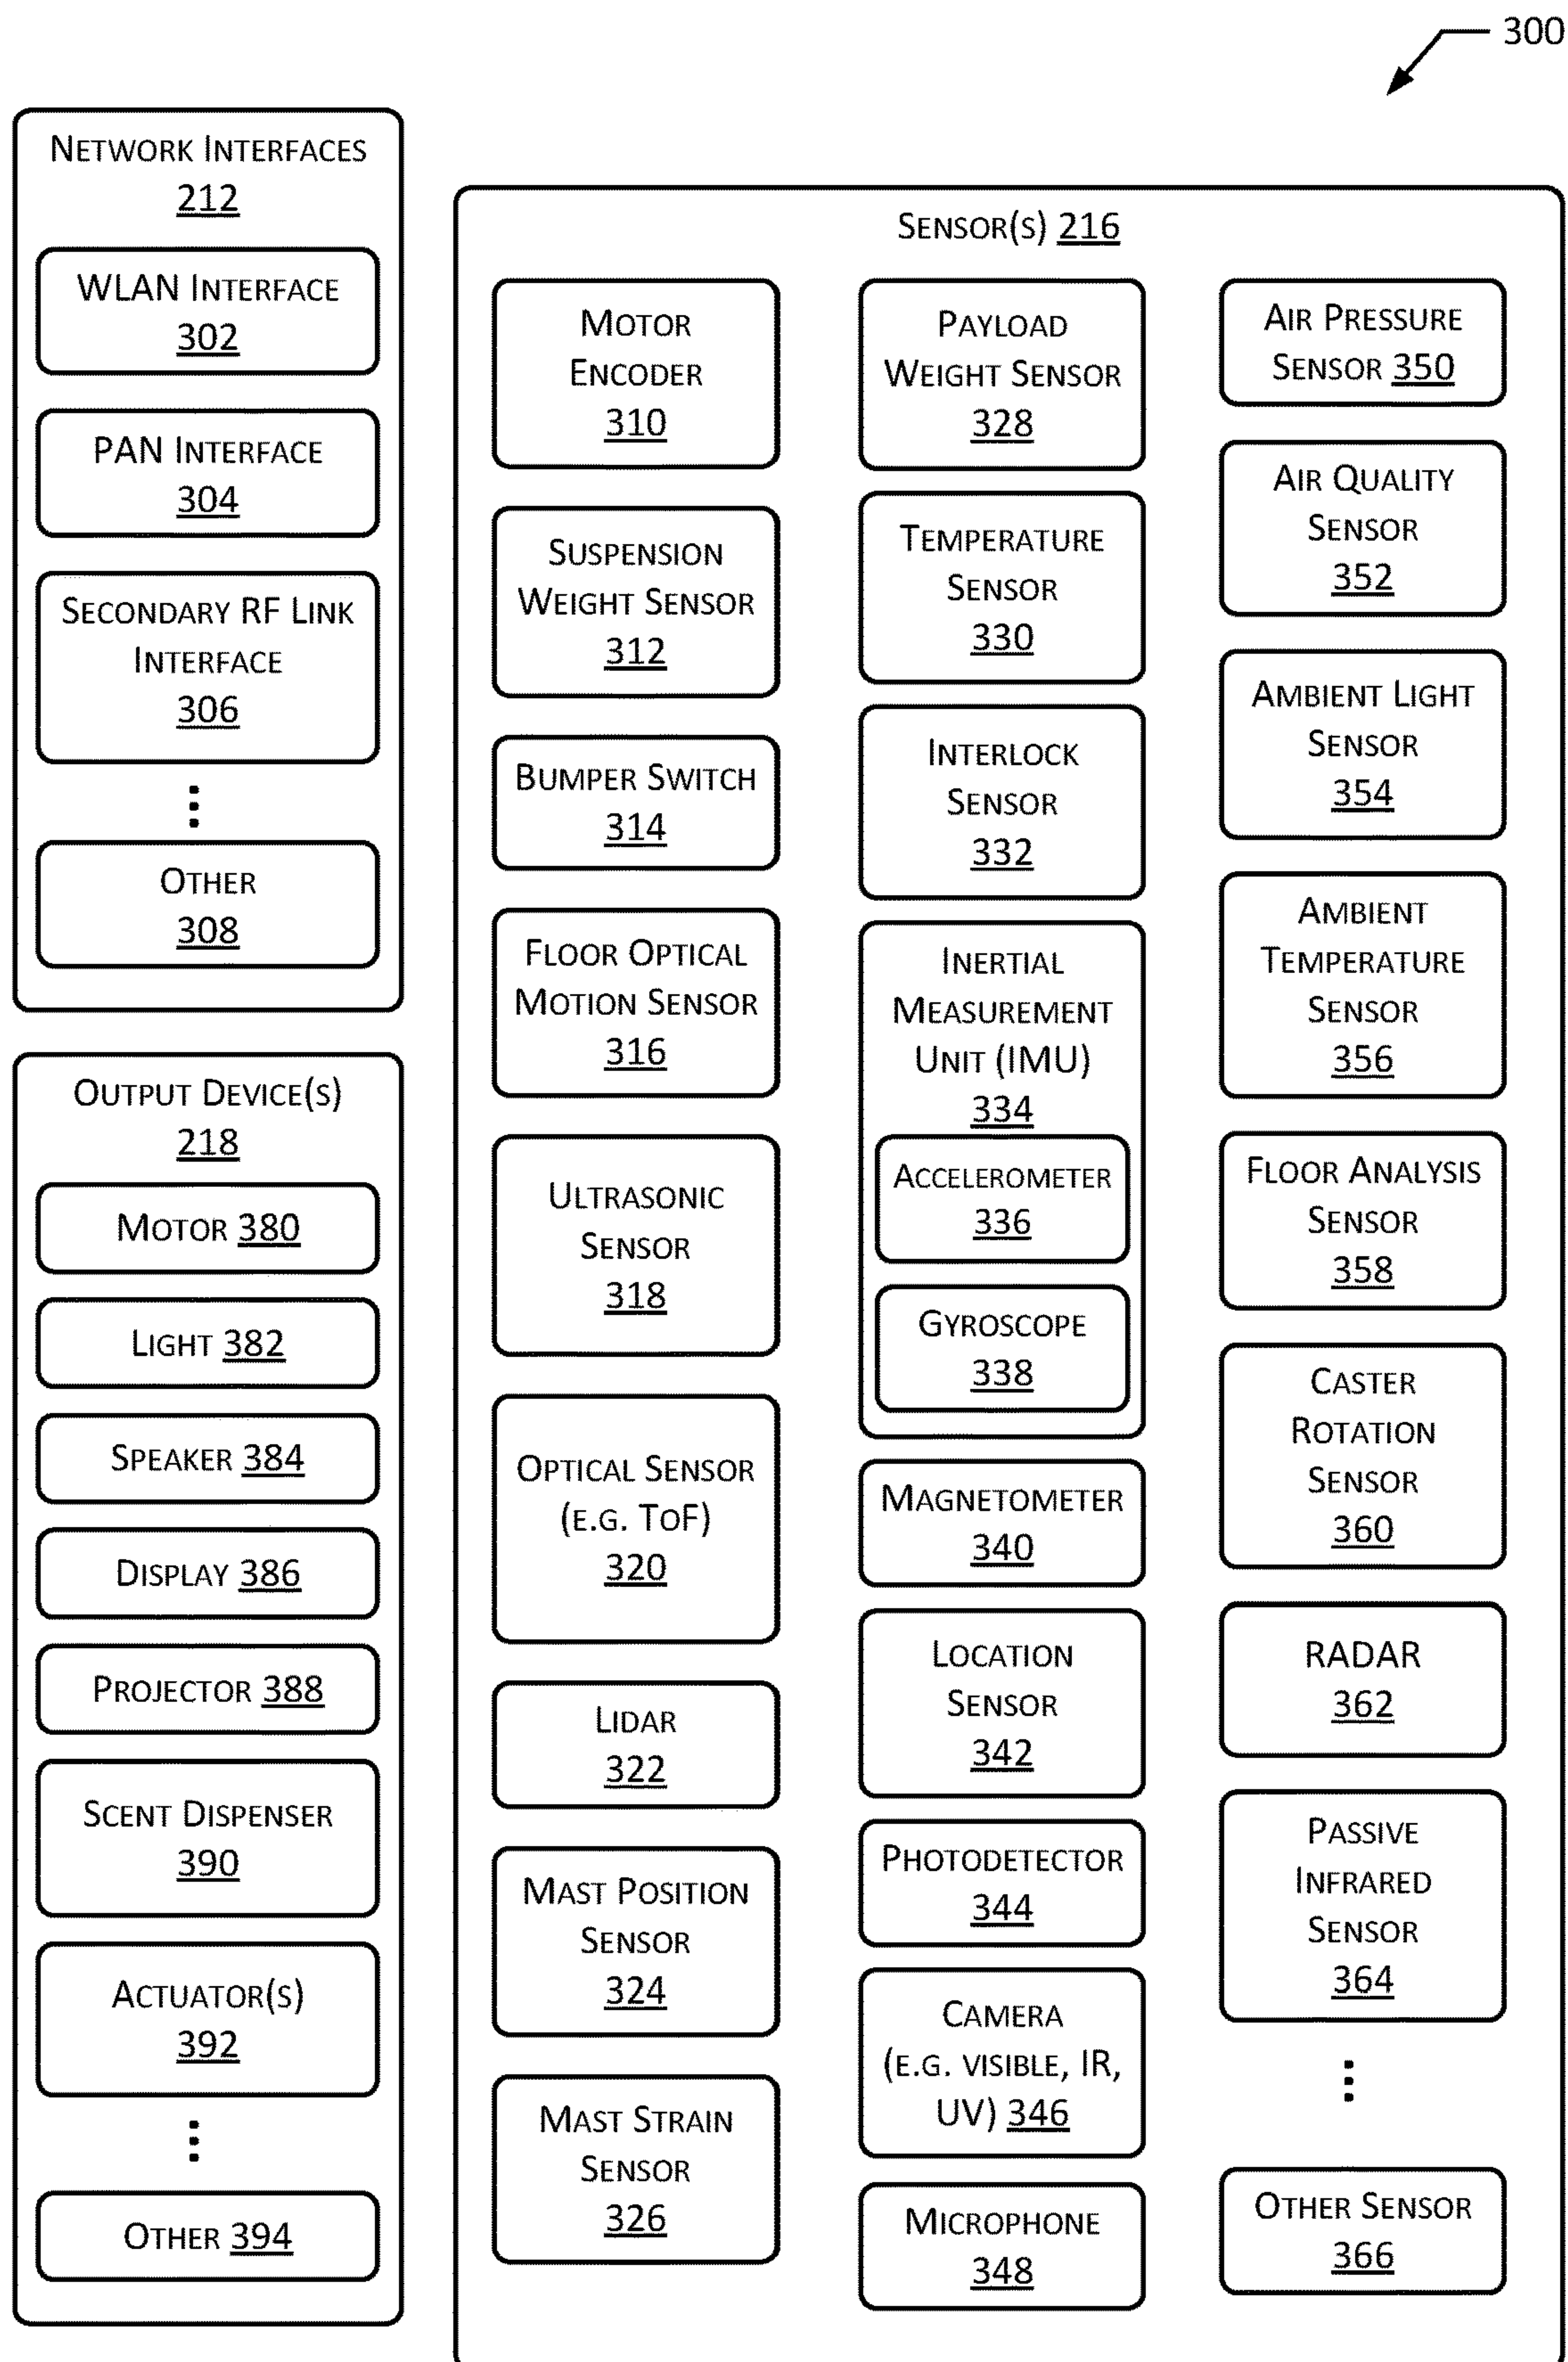 300
NETWORK INTERFACES
212
WLAN INTERFACE
302
PAN INTERFACE
304
SECONDARY RF LINK
INTERFACE
306
OTHER
308
OUTPUT DEVICE(S)
218
MOTOR 380
LIGHT 382
SPEAKER 384
DISPLAY 386
PROJECTOR 388
SCENT DISPENSER
390
ACTUATOR(S)
392
OTHER 394
SENSOR(S) 216
MOTOR
ENCODER
310
SUSPENSION
WEIGHT SENSOR
312
BUMPER SWITCH
314
FLOOR OPTICAL
MOTION SENSOR
316
ULTRASONIC
SENSOR
318
OPTICAL SENSOR
(E.G. TOF)
320
LIDAR
322
MAST POSITION
SENSOR
324
MAST STRAIN
SENSOR
326
PAYLOAD
WEIGHT SENSOR
328
TEMPERATURE
SENSOR
330
INTERLOCK
SENSOR
332
INERTIAL
MEASUREMENT
UNIT (IMU)
334
ACCELEROMETER
336
GYROSCOPE
338
MAGNETOMETER
340
LOCATION
SENSOR
342
PHOTODETECTOR
344
CAMERA
(E.G. VISIBLE, IR,
UV) 346
MICROPHONE
348
AIR PRESSURE
SENSOR 350
AIR QUALITY
SENSOR
352
AMBIENT LIGHT
SENSOR
354
AMBIENT
TEMPERATURE
SENSOR
356
FLOOR ANALYSIS
SENSOR
358
CASTER
ROTATION
SENSOR
360
RADAR
362
PASSIVE
INFRARED
SENSOR
364
OTHER SENSOR
366